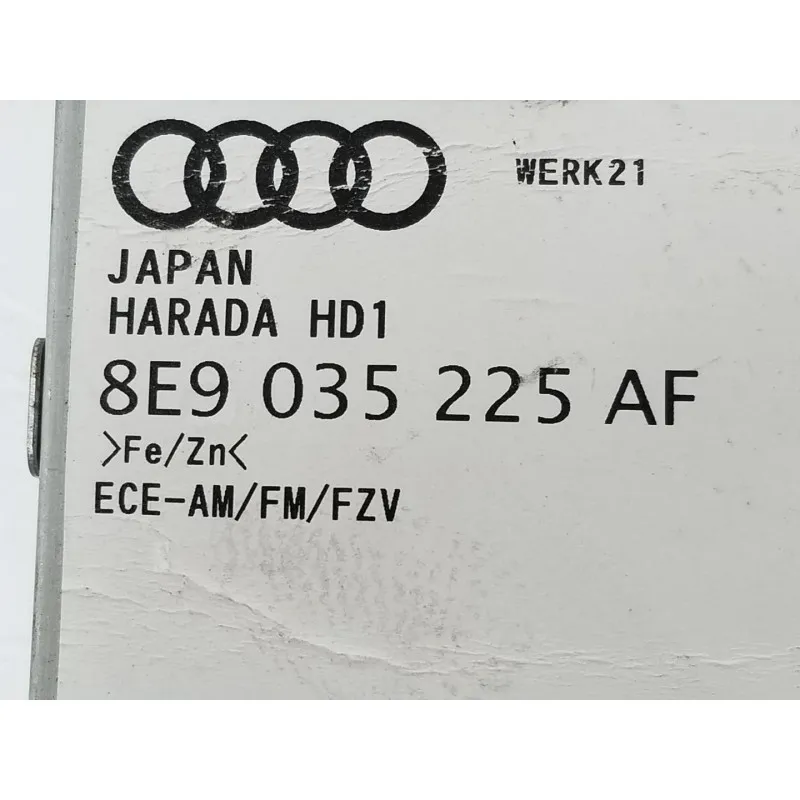 WERK21
JAPAN
HARADA HD1
8E9 035 225 AF
>Fe/Zn<
ECE-AM/FM/FZV